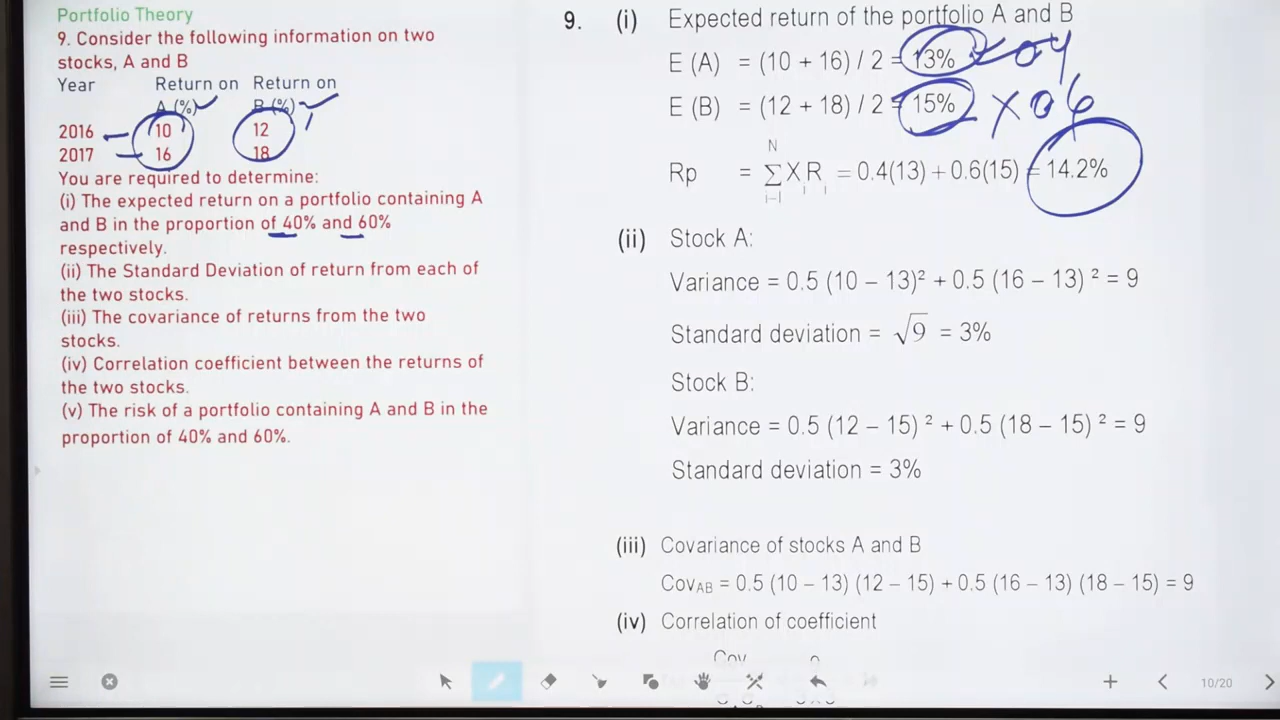 Portfolio Theory
9. Consider the following information on two
stocks, A and B
Year Return on Return on
A (%) B (%)
2016 10 12
2017 16 18
You are required to determine:
(i) The expected return on a portfolio containing A
and B in the proportion of 40% and 60%
respectively.
(ii) The Standard Deviation of return from each of
the two stocks.
(iii) The covariance of returns from the two
stocks.
(iv) Correlation coefficient between the returns of
the two stocks.
(v) The risk of a portfolio containing A and B in the
proportion of 40% and 60%.
9. (i) Expected return of the portfolio A and B
E (A) = (10 + 16) / 2 = 13% 04
E (B) = (12 + 18) / 2 = 15% X 06
N
Rp = ∑ X R = 0.4(13) + 0.6(15) = 14.2%
i–l i i
(ii) Stock A:
Variance = 0.5 (10 – 13)² + 0.5 (16 – 13) ² = 9
Standard deviation = √9 = 3%
Stock B:
Variance = 0.5 (12 – 15) ² + 0.5 (18 – 15) ² = 9
Standard deviation = 3%
(iii) Covariance of stocks A and B
CovAB = 0.5 (10 – 13) (12 – 15) + 0.5 (16 – 13) (18 – 15) = 9
(iv) Correlation of coefficient
Cov
10/20